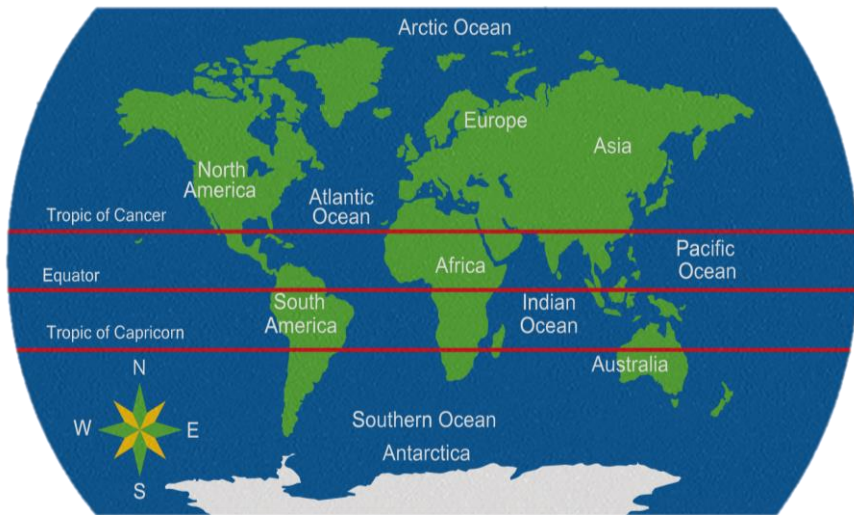 Arctic Ocean
Europe
Asia
North
America
Atlantic
Ocean
Tropic of Cancer
Pacific
Ocean
Africa
Equator
South
America
Indian
Ocean
Tropic of Capricorn
Australia
N
W
E
S
Southern Ocean
Antarctica